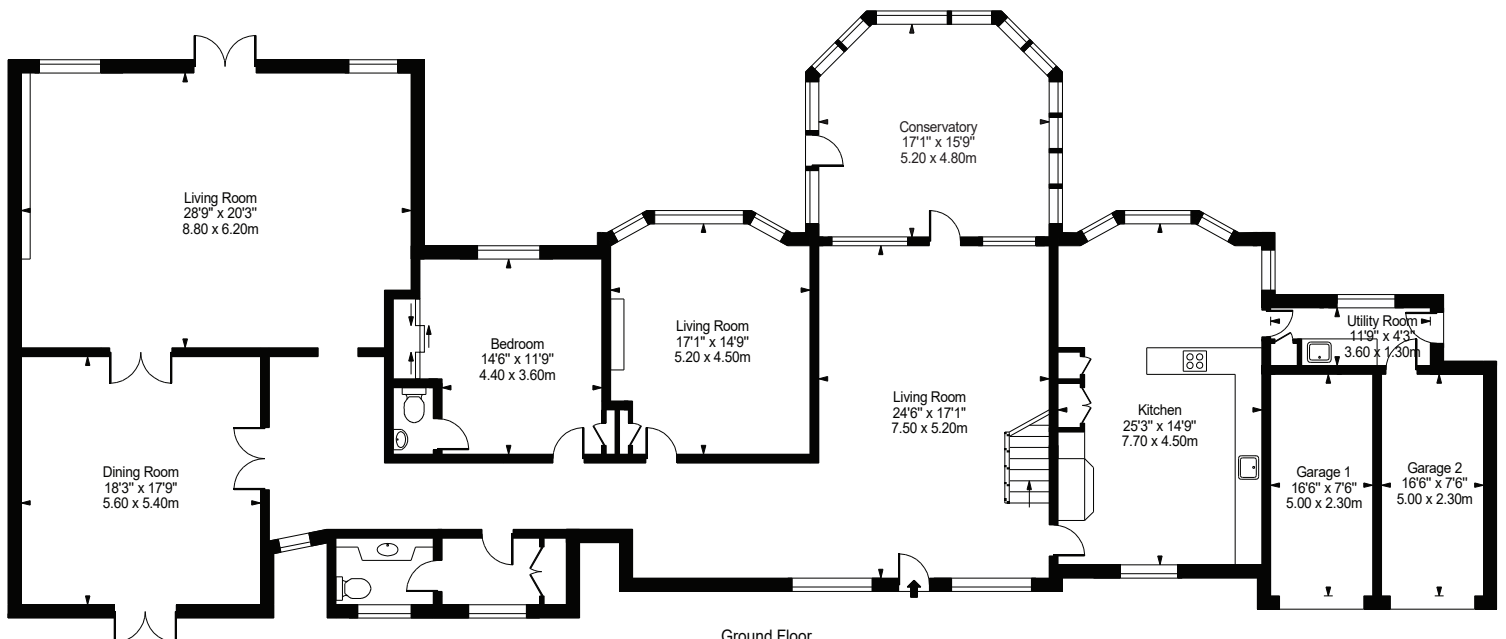 Conservatory
17'1" x 15'9"
5.20 x 4.80m
Living Room
28'9" x 20'3"
8.80 x 6.20m
Bedroom
14'6" x 11'9"
4.40 x 3.60m
Living Room
17'1" x 14'9"
5.20 x 4.50m
Living Room
24'6" x 17'1"
7.50 x 5.20m
Kitchen
25'3" x 14'9"
7.70 x 4.50m
Utility Room
11'9" x 4'3"
3.60 x 1.30m
Dining Room
18'3" x 17'9"
5.60 x 5.40m
Garage 1
16'6" x 7'6"
5.00 x 2.30m
Garage 2
16'6" x 7'6"
5.00 x 2.30m
Ground Floor